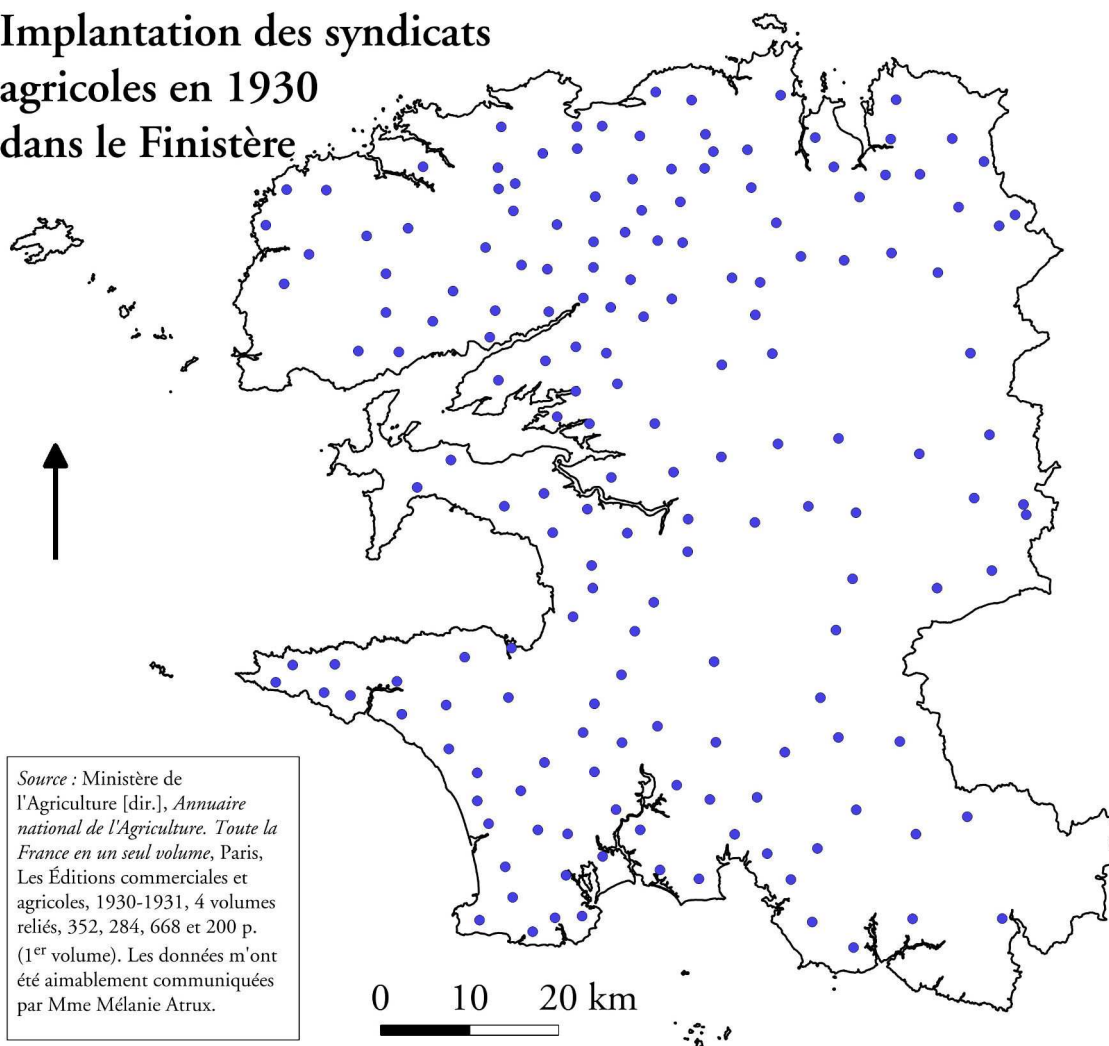 Implantation des syndicats
agricoles en 1930
dans le Finistère
Source : Ministère de
l'Agriculture [dir.], Annuaire
national de l'Agriculture. Toute la
France en un seul volume, Paris,
Les Éditions commerciales et
agricoles, 1930-1931, 4 volumes
reliés, 352, 284, 668 et 200 p.
(1er volume). Les données m'ont
été aimablement communiquées
par Mme Mélanie Atrux.
0 10 20 km